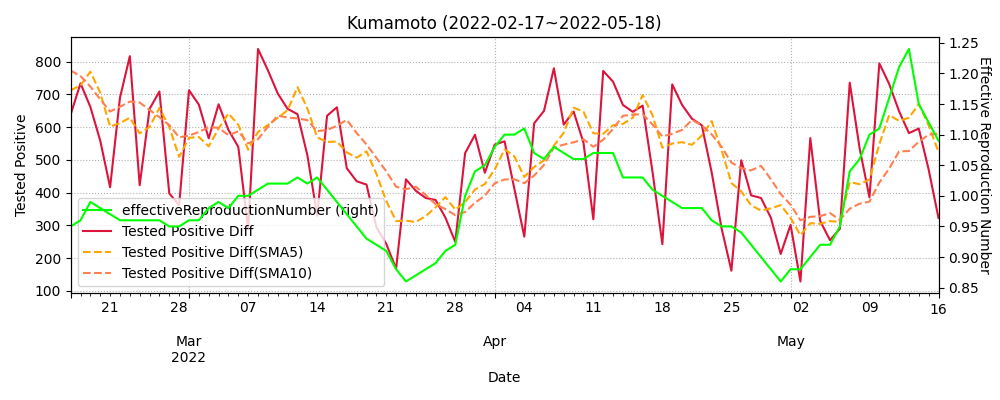 Kumamoto (2022-02-17~2022-05-18)
Tested Positive
Effective Reproduction Number
800
700
600
500
400
300
200
100
1.25
1.20
1.15
1.10
1.05
1.00
0.95
0.90
0.85
effectiveReproductionNumber (right)
Tested Positive Diff
Tested Positive Diff(SMA5)
Tested Positive Diff(SMA10)
21 28 07 14 21 28 04 11 18 25 02 09 16
Mar Apr May
2022
Date